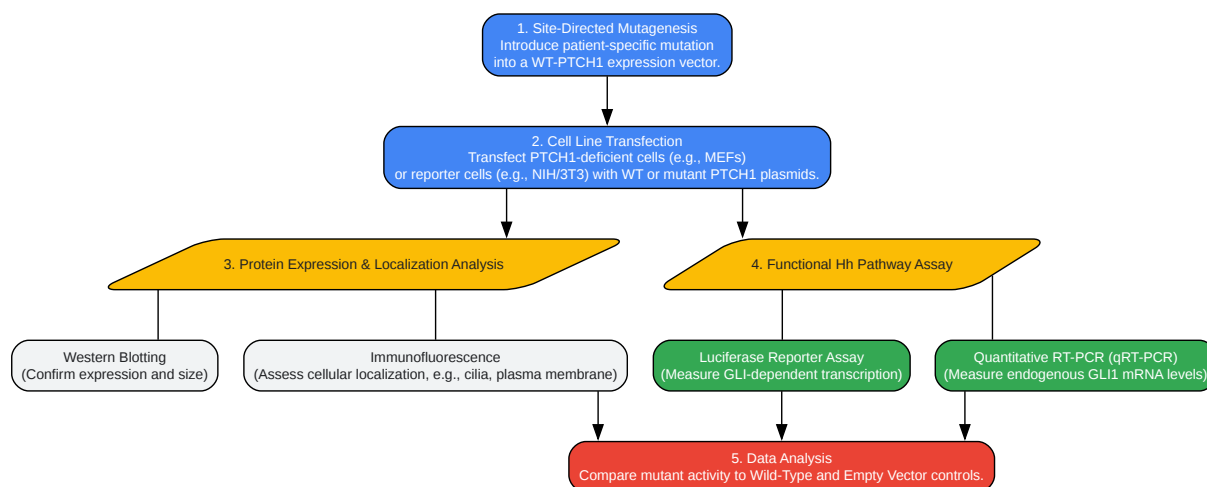 1. Site-Directed Mutagenesis
Introduce patient-specific mutation
into a WT-PTCH1 expression vector.
2. Cell Line Transfection
Transfect PTCH1-deficient cells (e.g., MEFs)
or reporter cells (e.g., NIH/3T3) with WT or mutant PTCH1 plasmids.
3. Protein Expression & Localization Analysis
4. Functional Hh Pathway Assay
Western Blotting
(Confirm expression and size)
Immunofluorescence
(Assess cellular localization, e.g., cilia, plasma membrane)
Luciferase Reporter Assay
(Measure GLI-dependent transcription)
Quantitative RT-PCR (qRT-PCR)
(Measure endogenous GLI1 mRNA levels)
5. Data Analysis
Compare mutant activity to Wild-Type and Empty Vector controls.